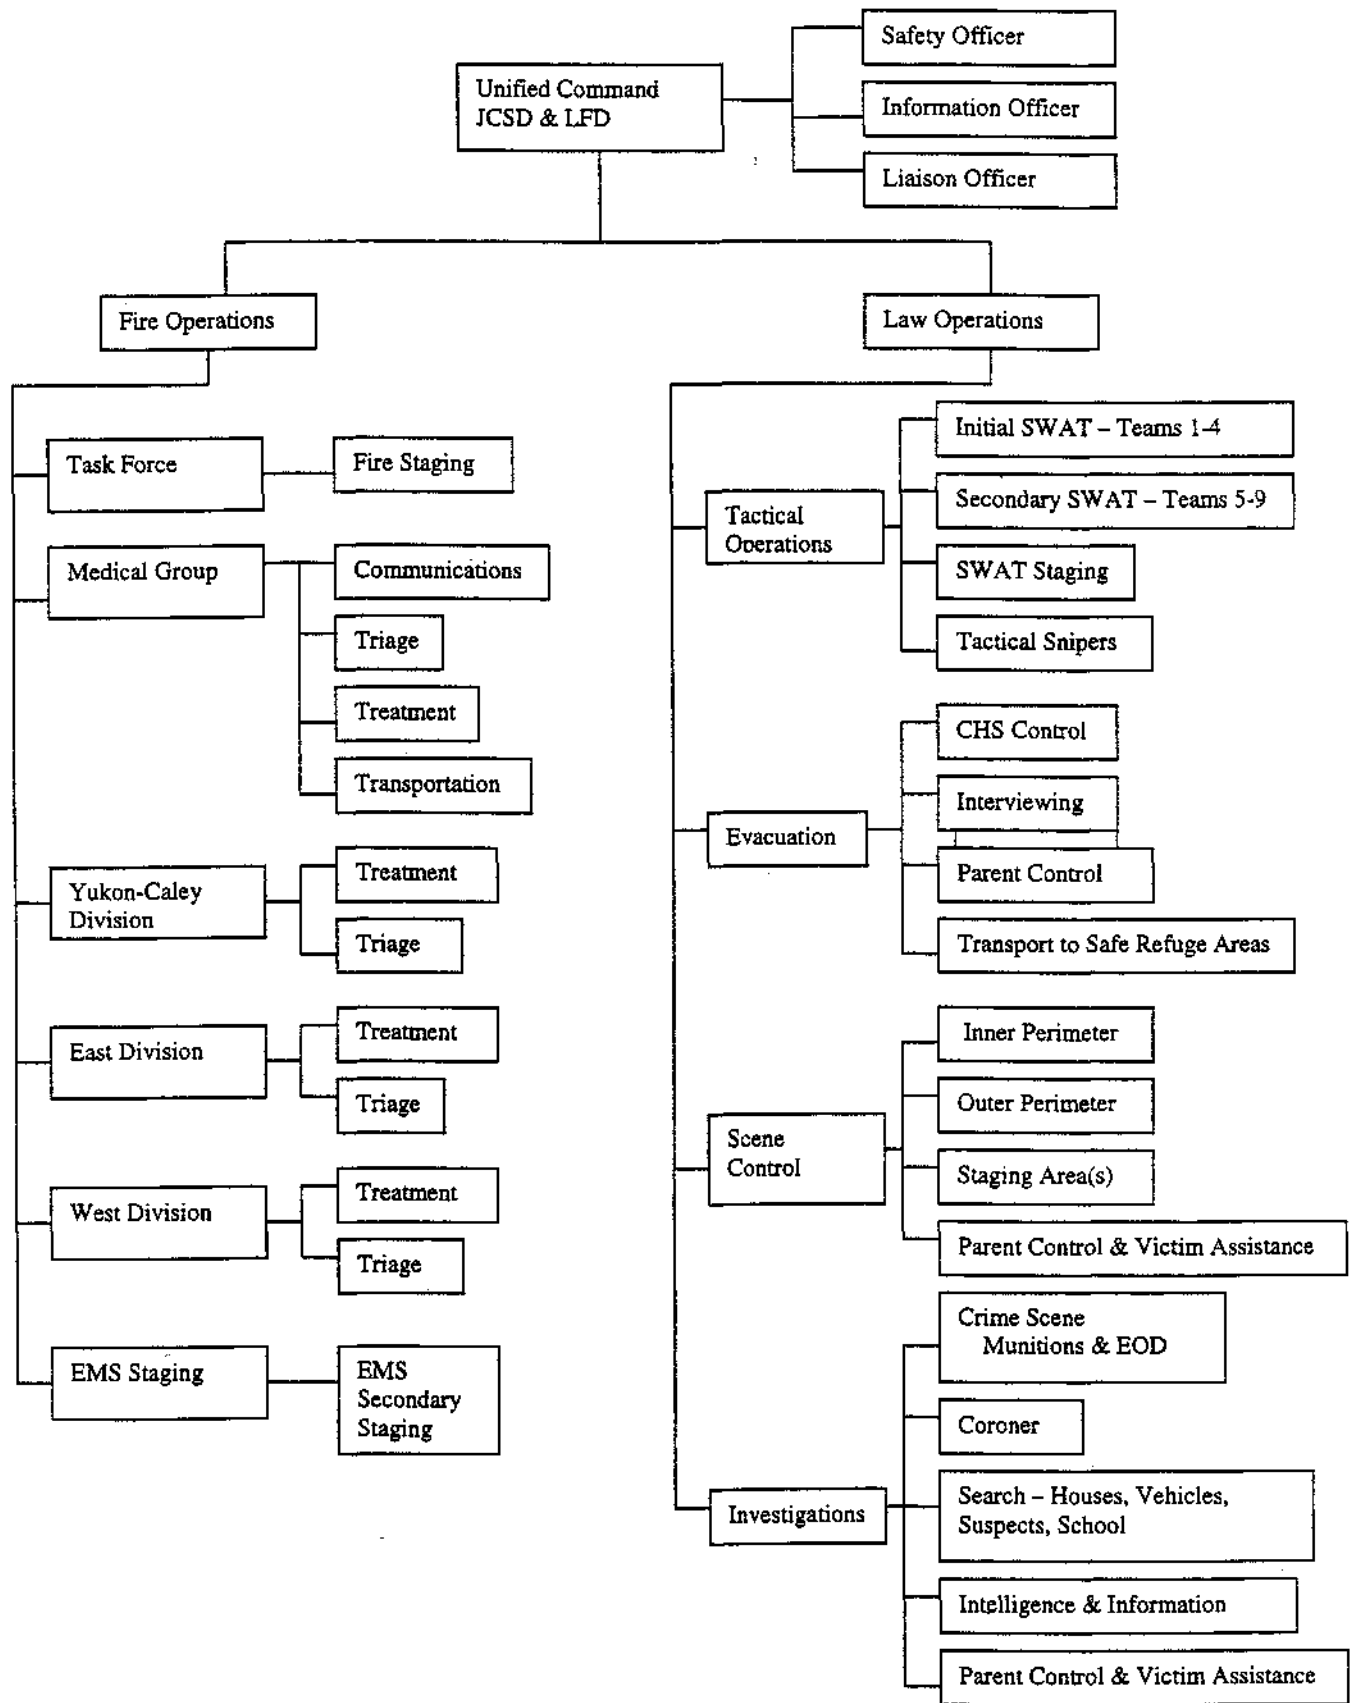 Safety Officer
Unified Command
JCSD & LFD
Information Officer
Liaison Officer
Fire Operations
Law Operations
Task Force
Fire Staging
Medical Group
Communications
Triage
Treatment
Transportation
Yukon-Caley
Division
Treatment
Triage
East Division
Treatment
Triage
West Division
Treatment
Triage
EMS Staging
EMS
Secondary
Staging
Tactical
Operations
Initial SWAT – Teams 1-4
Secondary SWAT – Teams 5-9
SWAT Staging
Tactical Snipers
Evacuation
CHS Control
Interviewing
Parent Control
Transport to Safe Refuge Areas
Scene
Control
Inner Perimeter
Outer Perimeter
Staging Area(s)
Parent Control & Victim Assistance
Investigations
Crime Scene
Munitions & EOD
Coroner
Search – Houses, Vehicles,
Suspects, School
Intelligence & Information
Parent Control & Victim Assistance